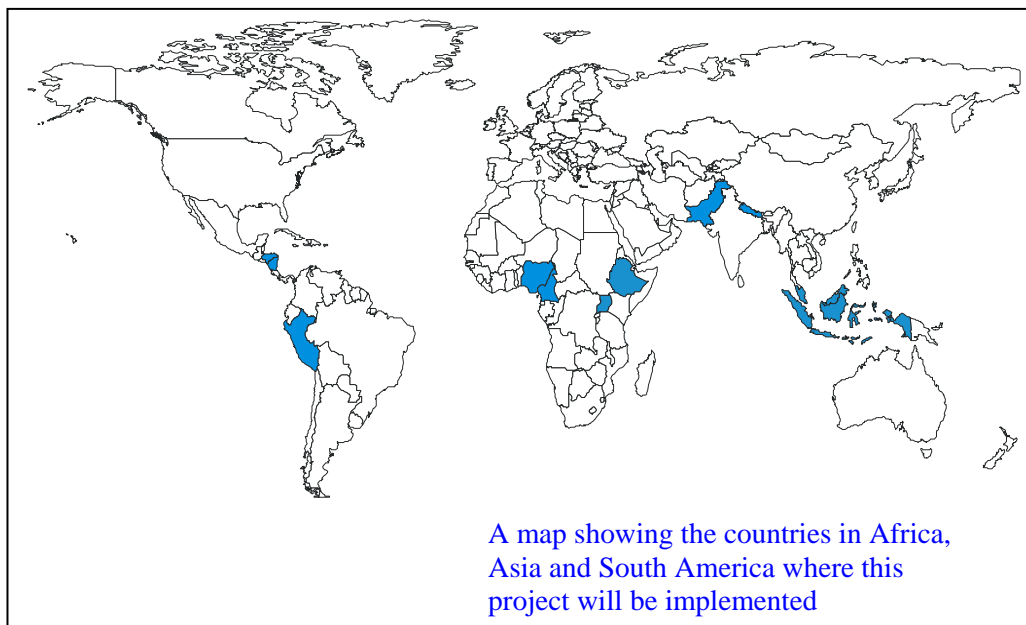 A map showing the countries in Africa,
Asia and South America where this
project will be implemented